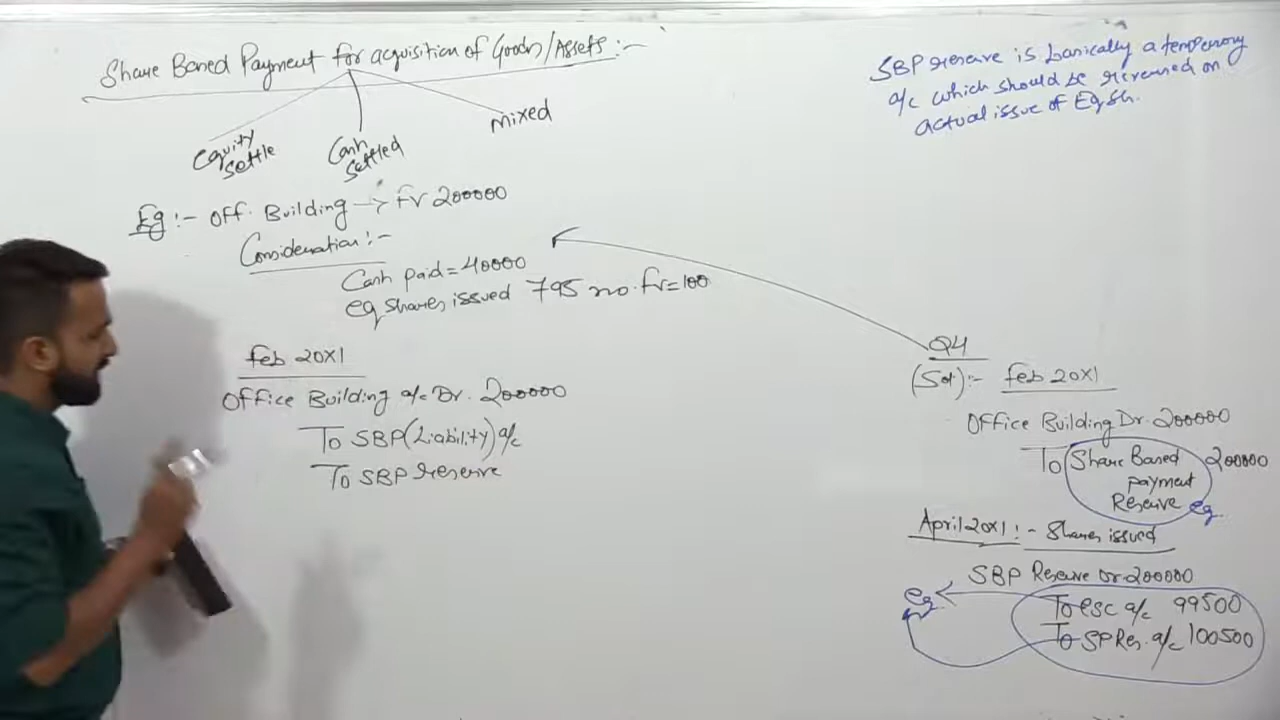 Share Based Payment for acquisition of Goods/Assets :-
Equity Settle
Cash Settled
Mixed
SBP reserve is basically a temperory
a/c which should be reversed on
actual issue of Eq Sh.
Eg :- Off. Building -> FV 200000
Consideration :-
Cash paid = 40000
eq shares issued 795 no. FV = 100
Feb 20X1
Office Building a/c Dr. 200000
To SBP (Liability) a/c
To SBP reserve
Q4
(Sol) :- Feb 20X1
Office Building Dr. 200000
To Share Based 200000
payment
Reserve eq.
April 20X1 :- Shares issued
SBP Reserve Dr. 200000
eq
To ESC a/c 99500
To SP Res. a/c 100500